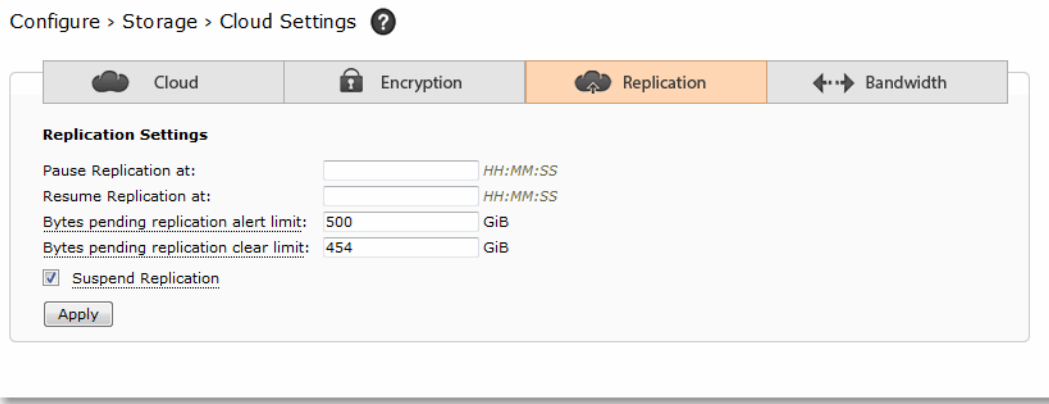 Configure > Storage > Cloud Settings ?
Cloud Encryption Replication Bandwidth
Replication Settings
Pause Replication at: HH:MM:SS
Resume Replication at: HH:MM:SS
Bytes pending replication alert limit: 500 GiB
Bytes pending replication clear limit: 454 GiB
Suspend Replication
Apply